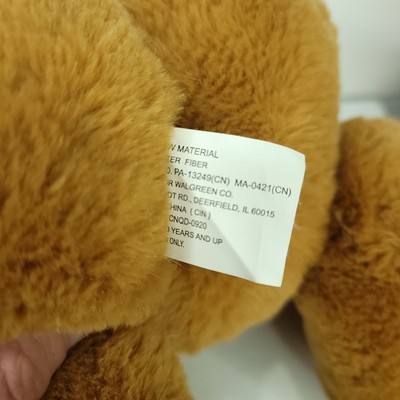 W MATERIAL
ER FIBER
PA-13249(CN) MA-0421(CN)
R WALGREEN CO.
OT RD., DEERFIELD, IL 60015
HINA ( CIN )
CNQD-0920
YEARS AND UP
ONLY.